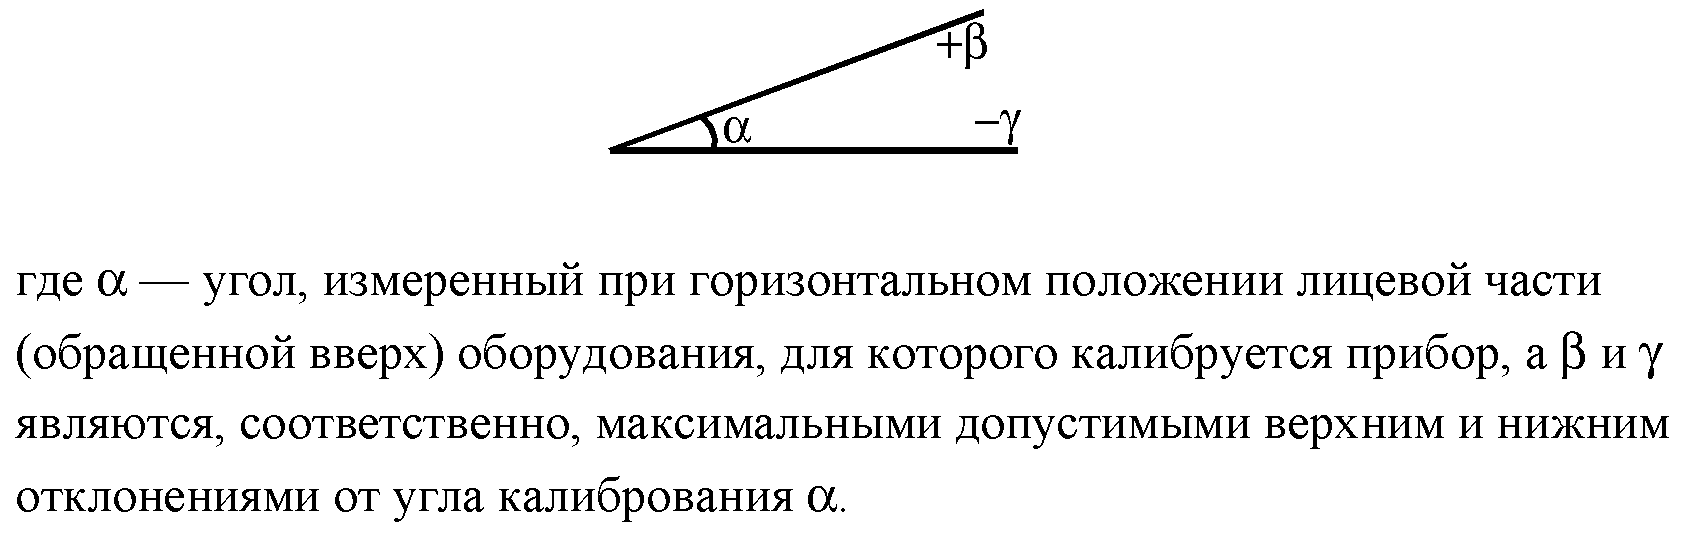 +β
α
−γ
где α — угол, измеренный при горизонтальном положении лицевой части
(обращенной вверх) оборудования, для которого калибруется прибор, а β и γ
являются, соответственно, максимальными допустимыми верхним и нижним
отклонениями от угла калибрования α.